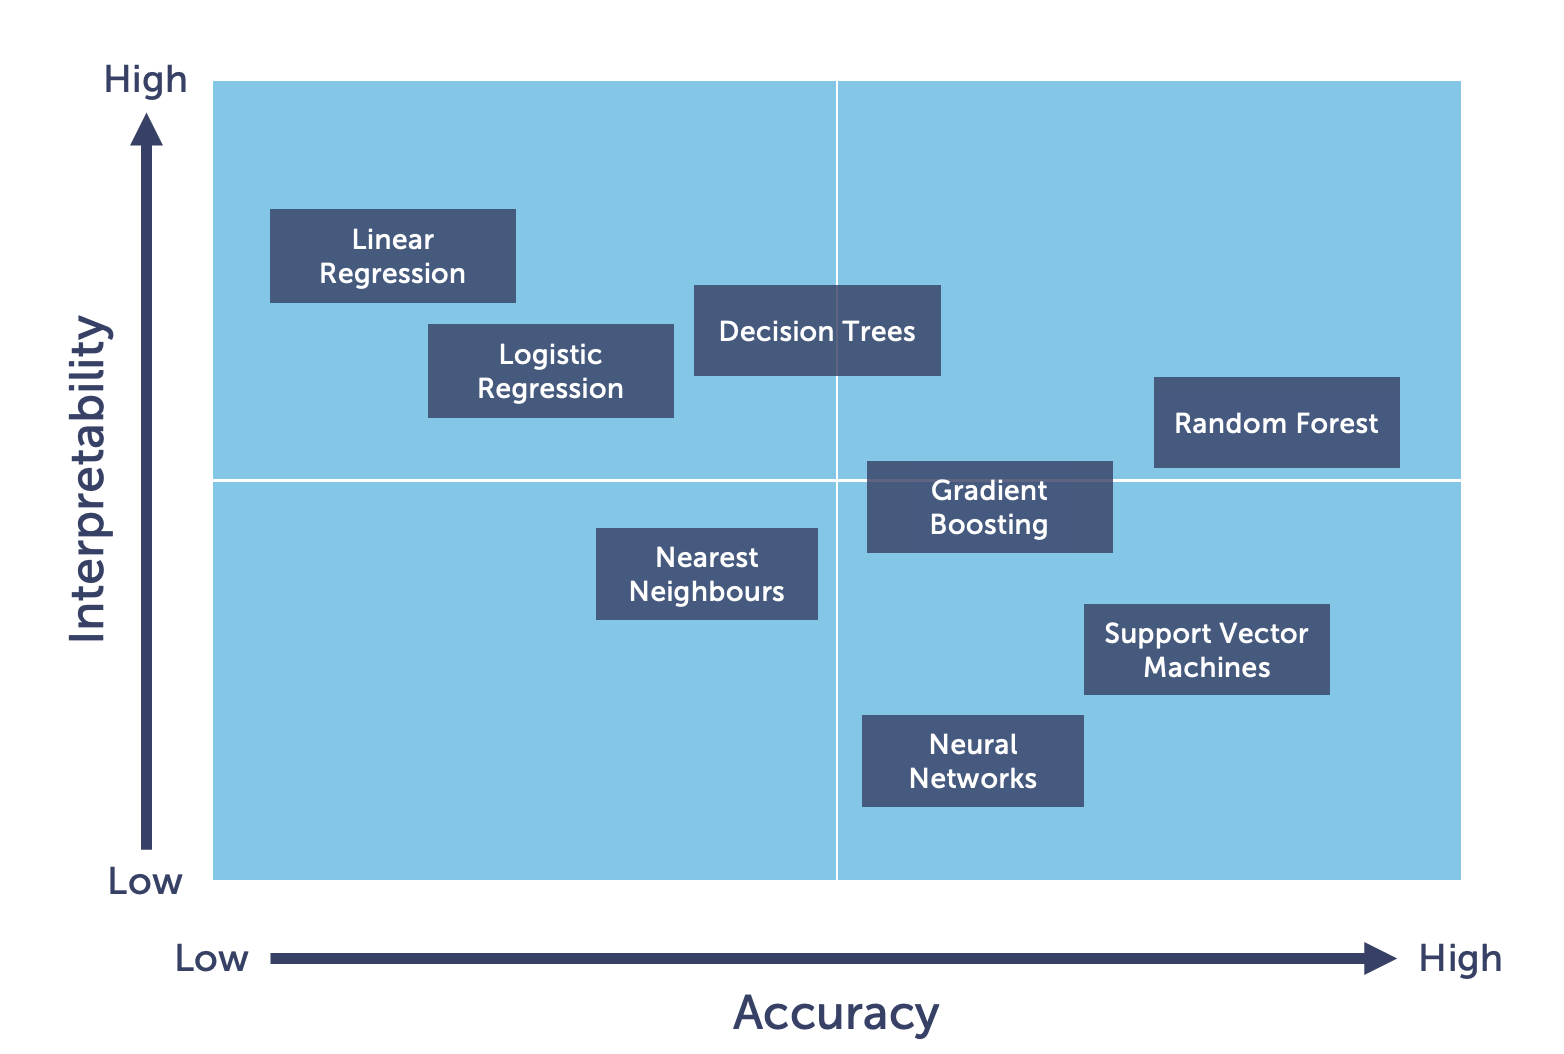 High
Linear
Regression
Decision Trees
Logistic
Regression
Random Forest
Interpretability
Gradient
Boosting
Nearest
Neighbours
Support Vector
Machines
Neural
Networks
Low
Low
High
Accuracy